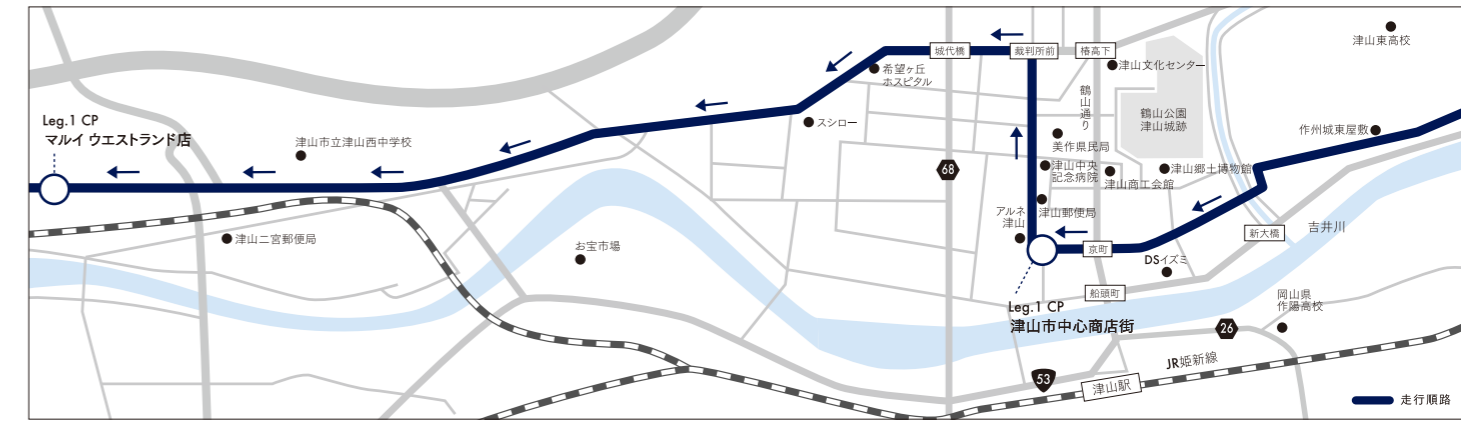 津山東高校
城代橋
裁判所前
椿高下
希望ヶ丘
ホスピタル
津山文化センター
鶴山通り
鶴山公園
津山城跡
Leg.1 CP
マルイ ウエストランド店
津山市立津山西中学校
スシロー
作州城東屋敷
美作県民局
68
津山中央
記念病院
津山商工会館
津山郷土博物館
アルネ
津山
津山郵便局
津山二宮郵便局
お宝市場
京町
新大橋
吉井川
DSイズミ
船頭町
岡山県
作陽高校
Leg.1 CP
津山市中心商店街
26
JR姫新線
53
津山駅
走行順路